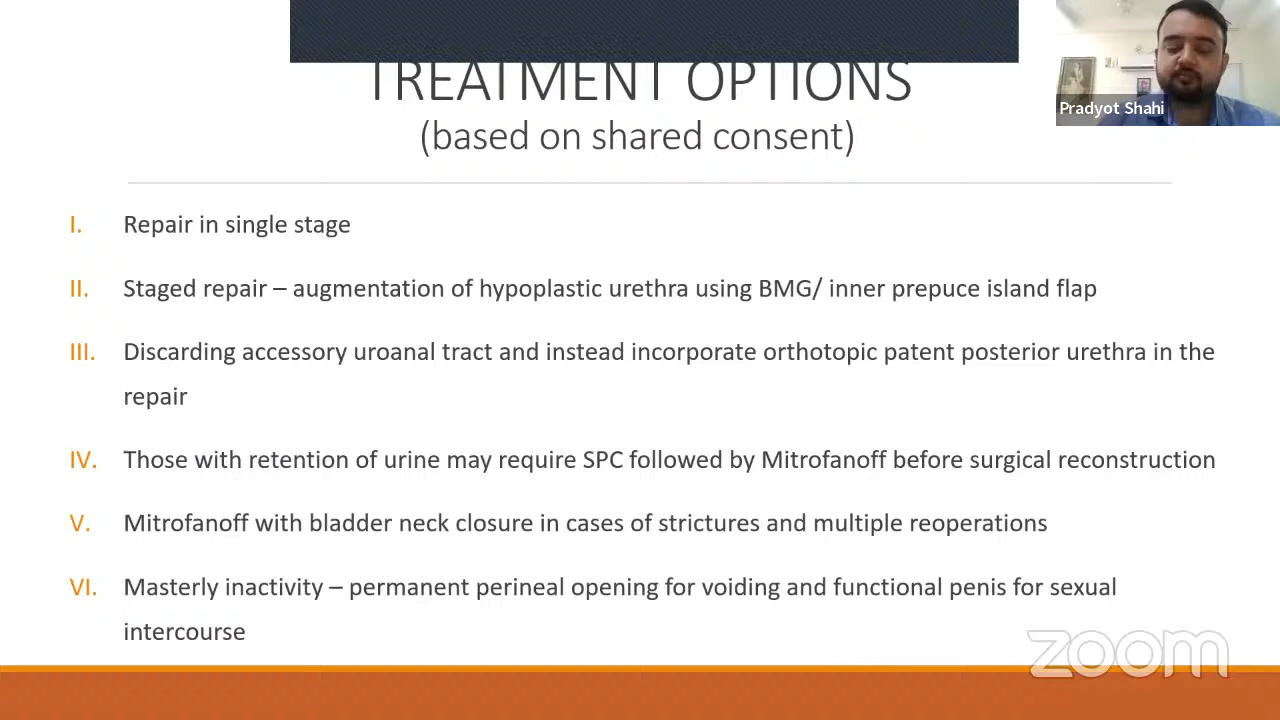 TREATMENT OPTIONS
(based on shared consent)
Pradyot Shahi
I. Repair in single stage
II. Staged repair – augmentation of hypoplastic urethra using BMG/ inner prepuce island flap
III. Discarding accessory uroanal tract and instead incorporate orthotopic patent posterior urethra in the
repair
IV. Those with retention of urine may require SPC followed by Mitrofanoff before surgical reconstruction
V. Mitrofanoff with bladder neck closure in cases of strictures and multiple reoperations
VI. Masterly inactivity – permanent perineal opening for voiding and functional penis for sexual
intercourse
zoom